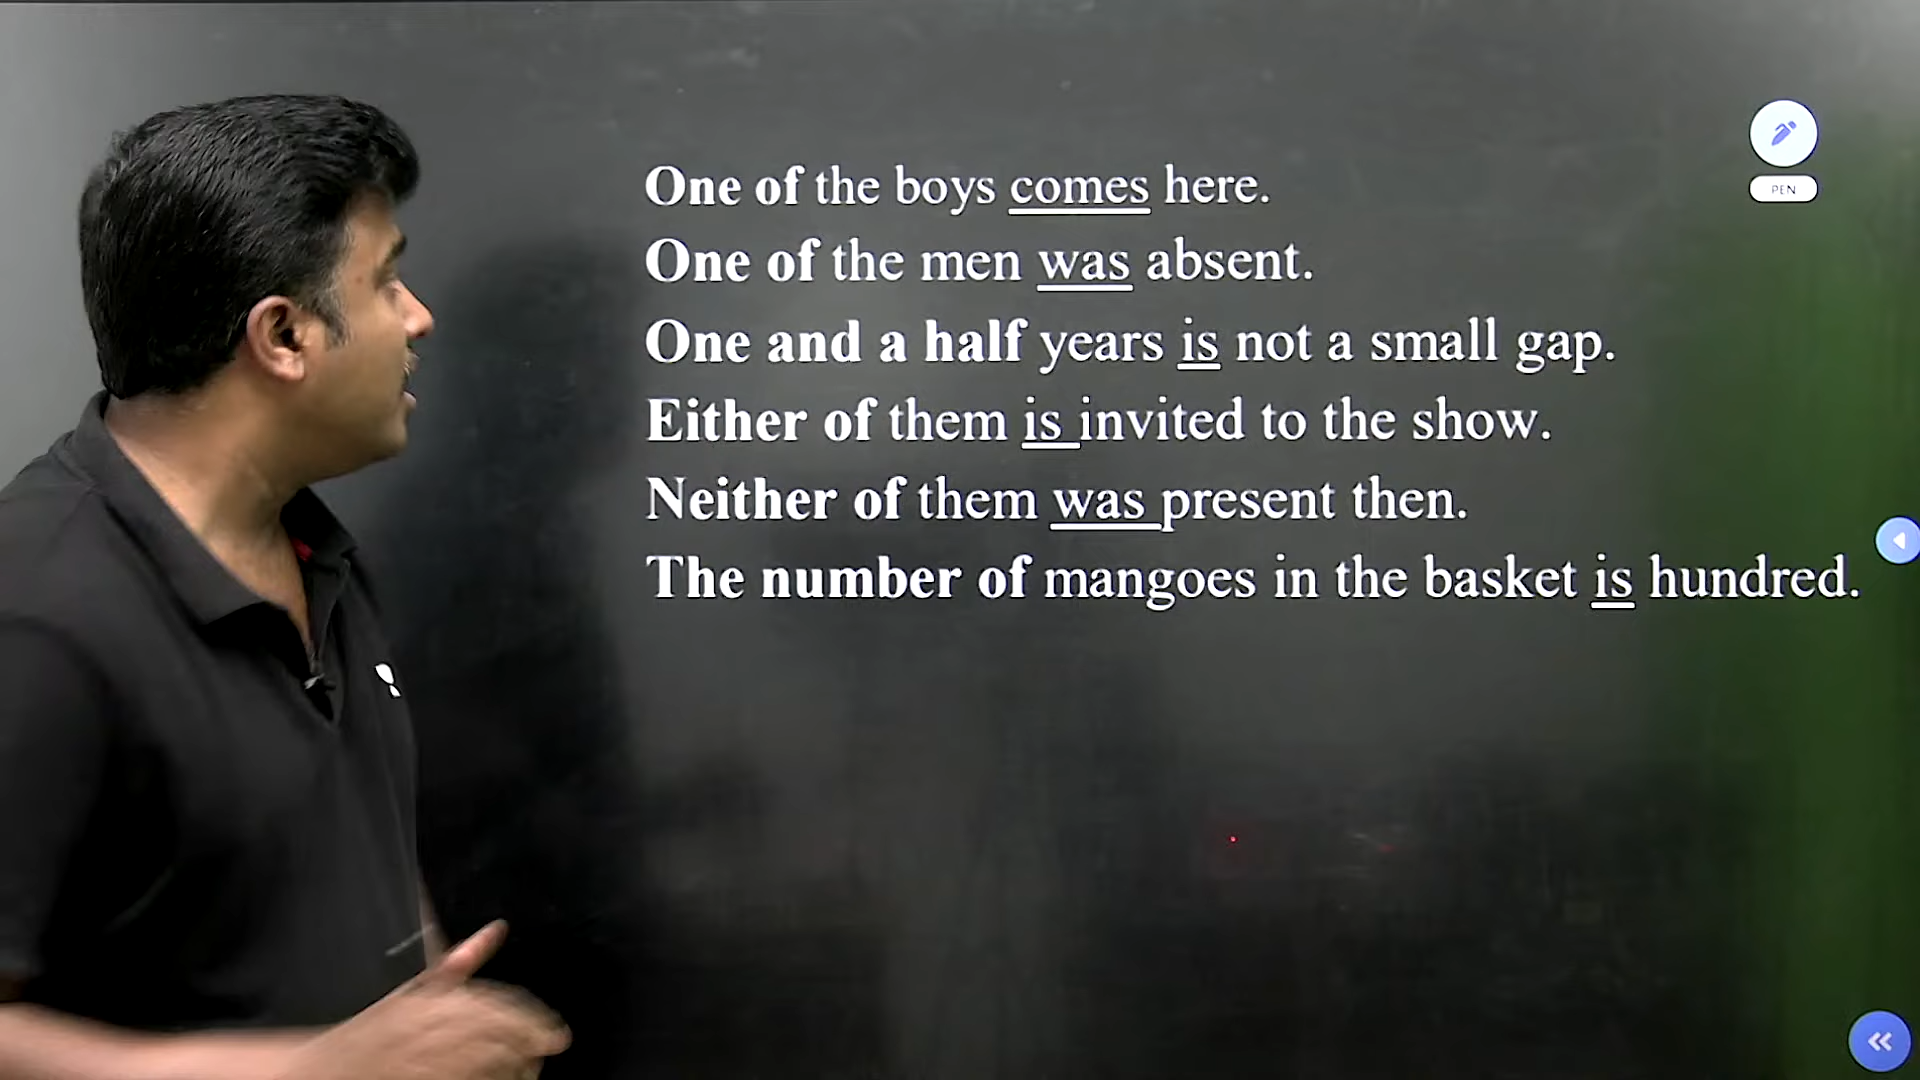 One of the boys comes here.
One of the men was absent.
One and a half years is not a small gap.
Either of them is invited to the show.
Neither of them was present then.
The number of mangoes in the basket is hundred.
PEN